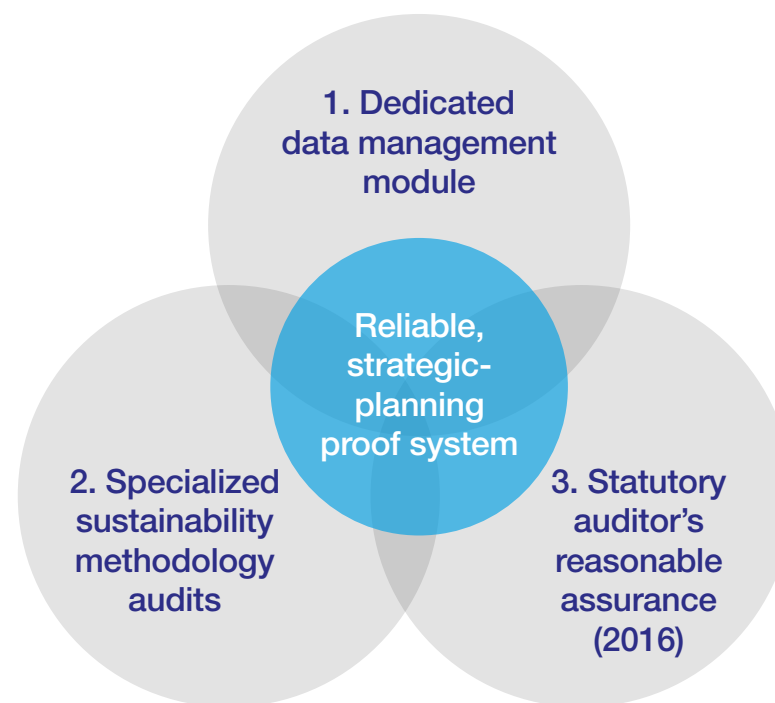 1. Dedicated
data management
module
Reliable,
strategic-
planning
proof system
2. Specialized
sustainability
methodology
audits
3. Statutory
auditor’s
reasonable
assurance
(2016)